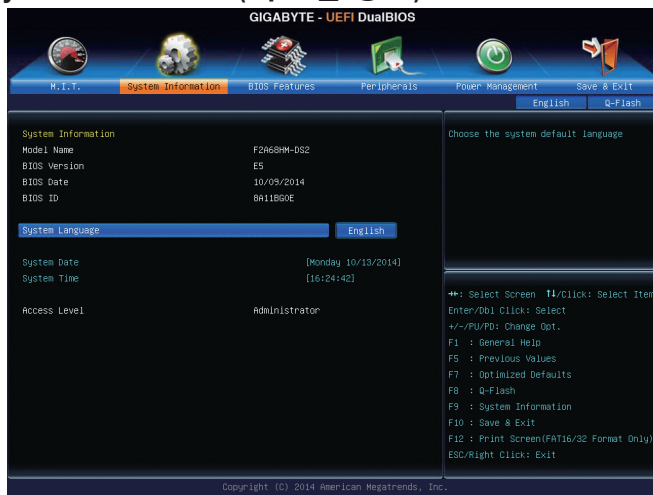 GIGABYTE - UEFI DualBIOS
M.I.T.
System Information
BIOS Features
Peripherals
Power Management
Save & Exit
English
Q-Flash
System Information
Model Name F2A68HM-DS2
BIOS Version E5
BIOS Date 10/09/2014
BIOS ID 8A11BG0E
System Language English
System Date [Monday 10/13/2014]
System Time [16:24:42]
Access Level Administrator
Choose the system default language
: Select Screen ↑↓/Click: Select Item
Enter/Dbl Click: Select
+/-/PU/PD: Change Opt.
F1 : General Help
F5 : Previous Values
F7 : Optimized Defaults
F8 : Q-Flash
F9 : System Information
F10 : Save & Exit
F12 : Print Screen(FAT16/32 Format Only)
ESC/Right Click: Exit
Copyright (C) 2014 American Megatrends, Inc.